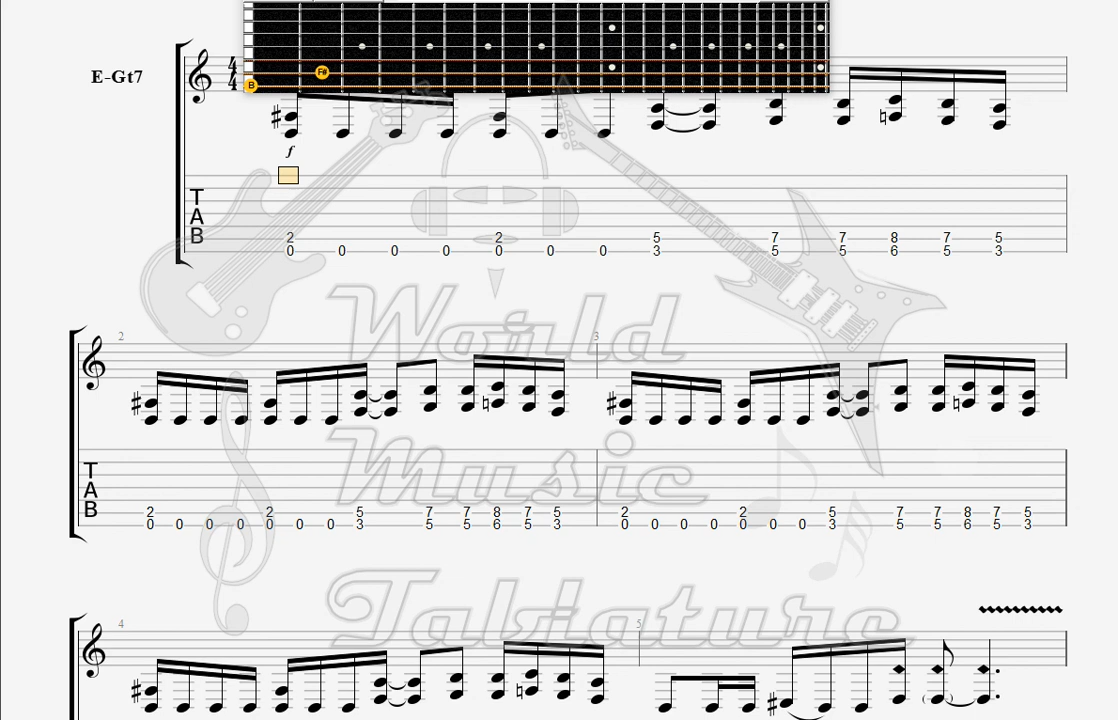 F#
B
E-Gt7
4
4
f
T
A
B
2 2 5 7 7 8 7 5
0 0 0 0 0 0 0 3 5 5 6 5 3
World
2 3
Music
T
A
B
2 2 5 7 7 8 7 5 2 2 5 7 7 8 7 5
0 0 0 0 0 0 0 3 5 5 6 5 3 0 0 0 0 0 0 0 3 5 5 6 5 3
Tablature
4 5